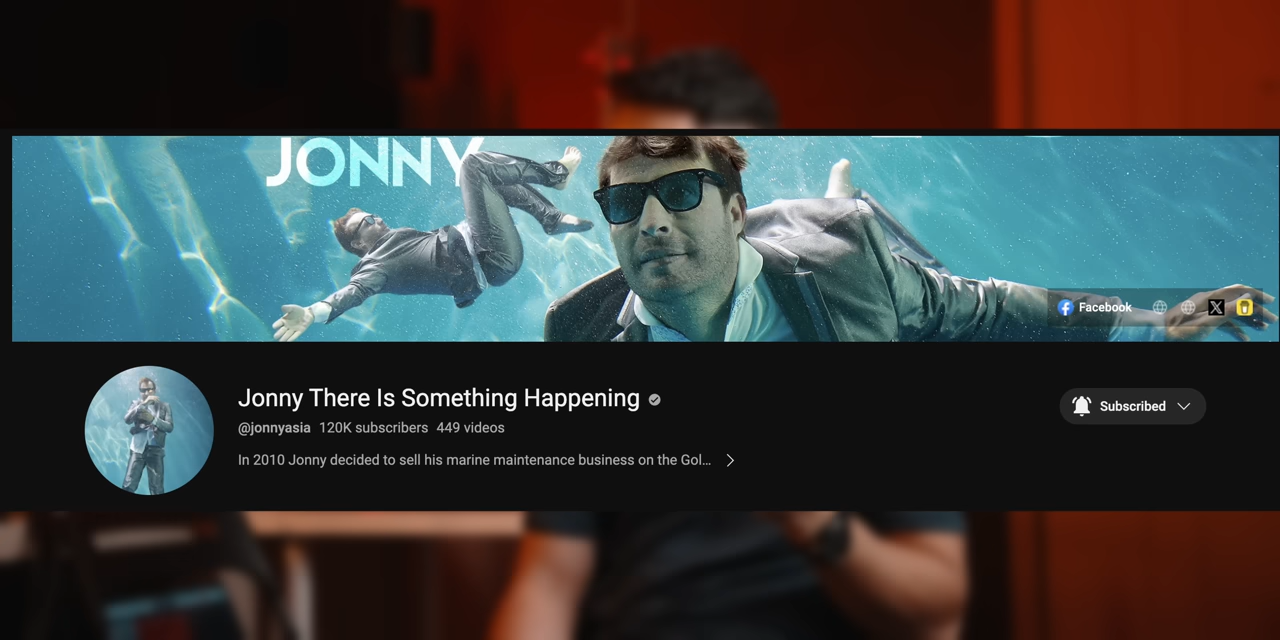 JONNY
Facebook
Jonny There Is Something Happening
@jonnyasia 120K subscribers 449 videos
Subscribed
In 2010 Jonny decided to sell his marine maintenance business on the Gol...